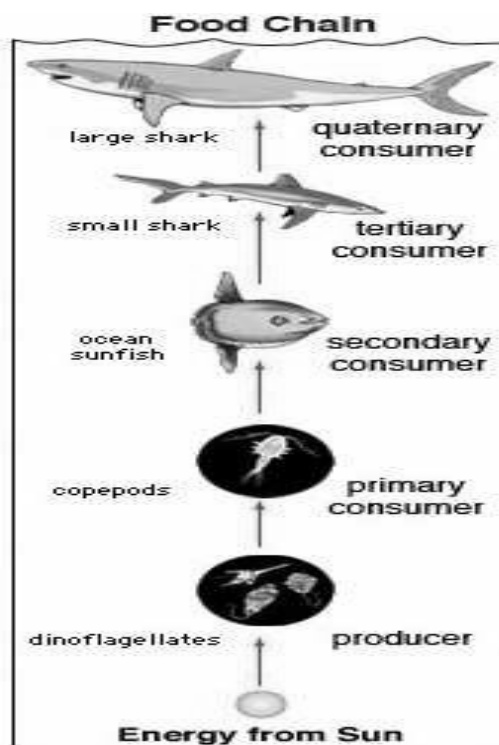 Food Chain
large shark
quaternary
consumer
small shark
tertiary
consumer
ocean
sunfish
secondary
consumer
copepods
primary
consumer
dinoflagellates
producer
Energy from Sun